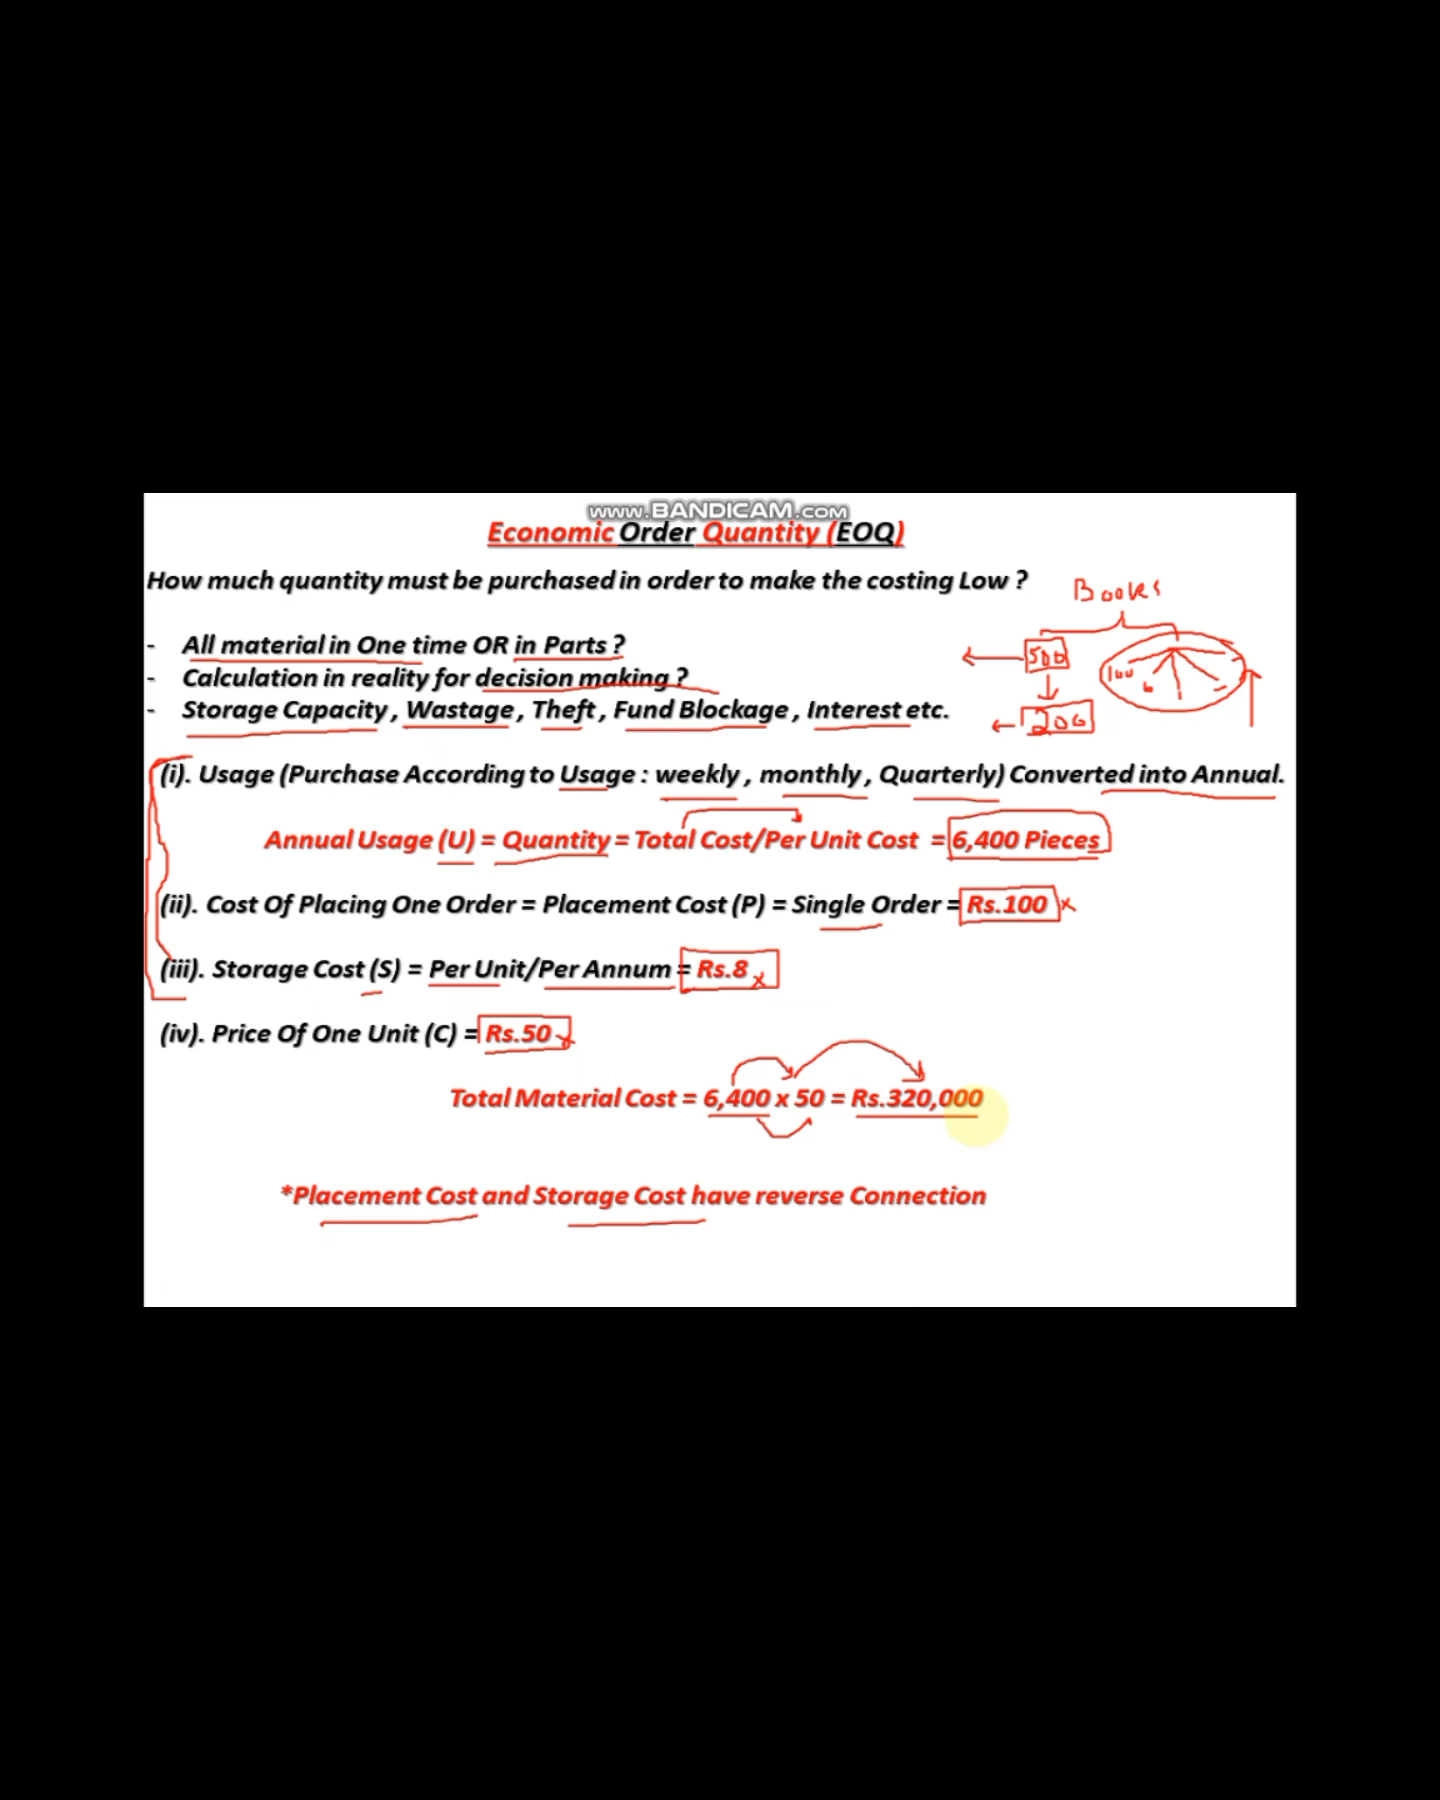 www.BANDICAM.com
Economic Order Quantity (EOQ)
How much quantity must be purchased in order to make the costing Low ?
Books
- All material in One time OR in Parts ?
500
100
- Calculation in reality for decision making ?
- Storage Capacity , Wastage , Theft , Fund Blockage , Interest etc.
200
(i). Usage (Purchase According to Usage : weekly , monthly , Quarterly) Converted into Annual.
Annual Usage (U) = Quantity = Total Cost/Per Unit Cost = 6,400 Pieces
(ii). Cost Of Placing One Order = Placement Cost (P) = Single Order = Rs.100 x
(iii). Storage Cost (S) = Per Unit/Per Annum = Rs.8 x
(iv). Price Of One Unit (C) = Rs.50 x
Total Material Cost = 6,400 x 50 = Rs.320,000
*Placement Cost and Storage Cost have reverse Connection